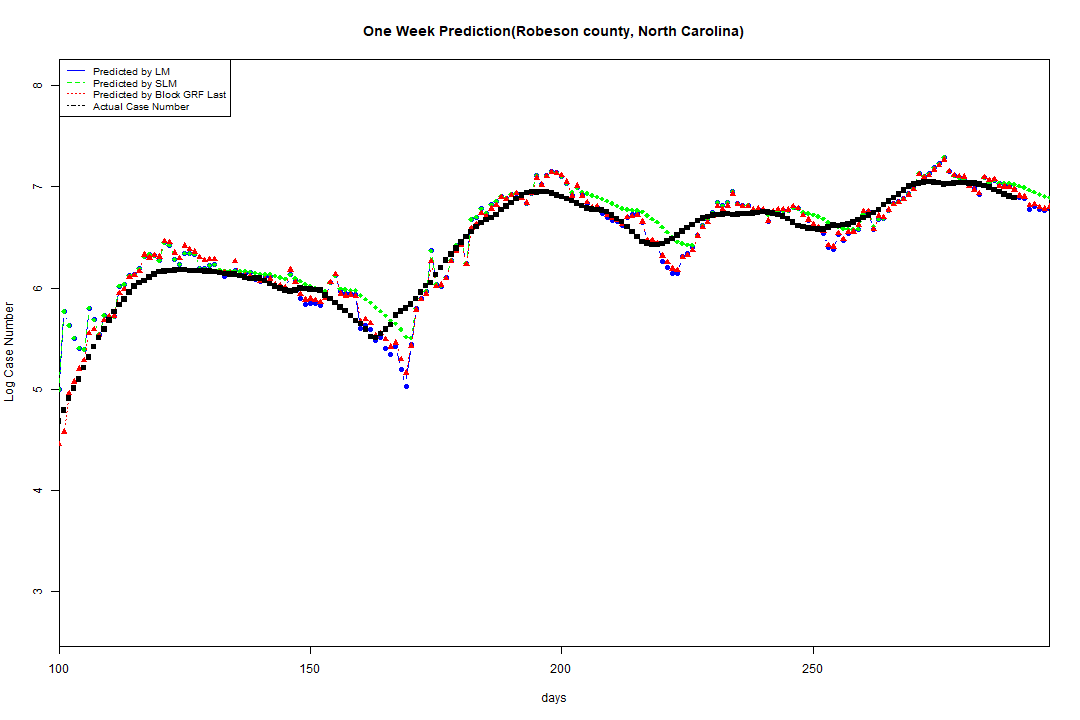 One Week Prediction(Robeson county, North Carolina)
Predicted by LM
Predicted by SLM
Predicted by Block GRF Last
Actual Case Number
8
7
6
5
4
3
Log Case Number
100 150 200 250
days